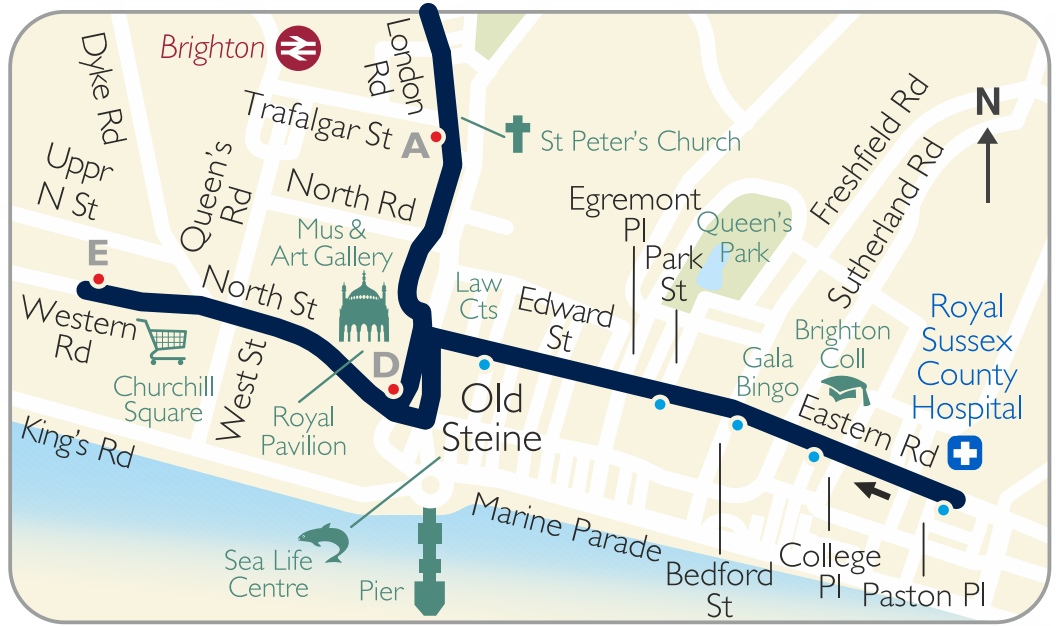 Brighton
Dyke Rd
London
Rd
N
Trafalgar St
A
St Peter's Church
Uppr
N St
Queen's
Rd
North Rd
Freshfield Rd
Sutherland Rd
Egremont
Pl
Mus &
Art Gallery
Queen's
Park
Park
St
E
Law
Cts
North St
Edward
St
Western
Rd
Royal
Sussex
County
Hospital
Brighton
Coll
Gala
Bingo
D
Churchill
Square
West St
Royal
Pavilion
Old
Steine
Eastern Rd
King's Rd
Marine Parade
Sea Life
Centre
Pier
Bedford
St
College
Pl
Paston Pl